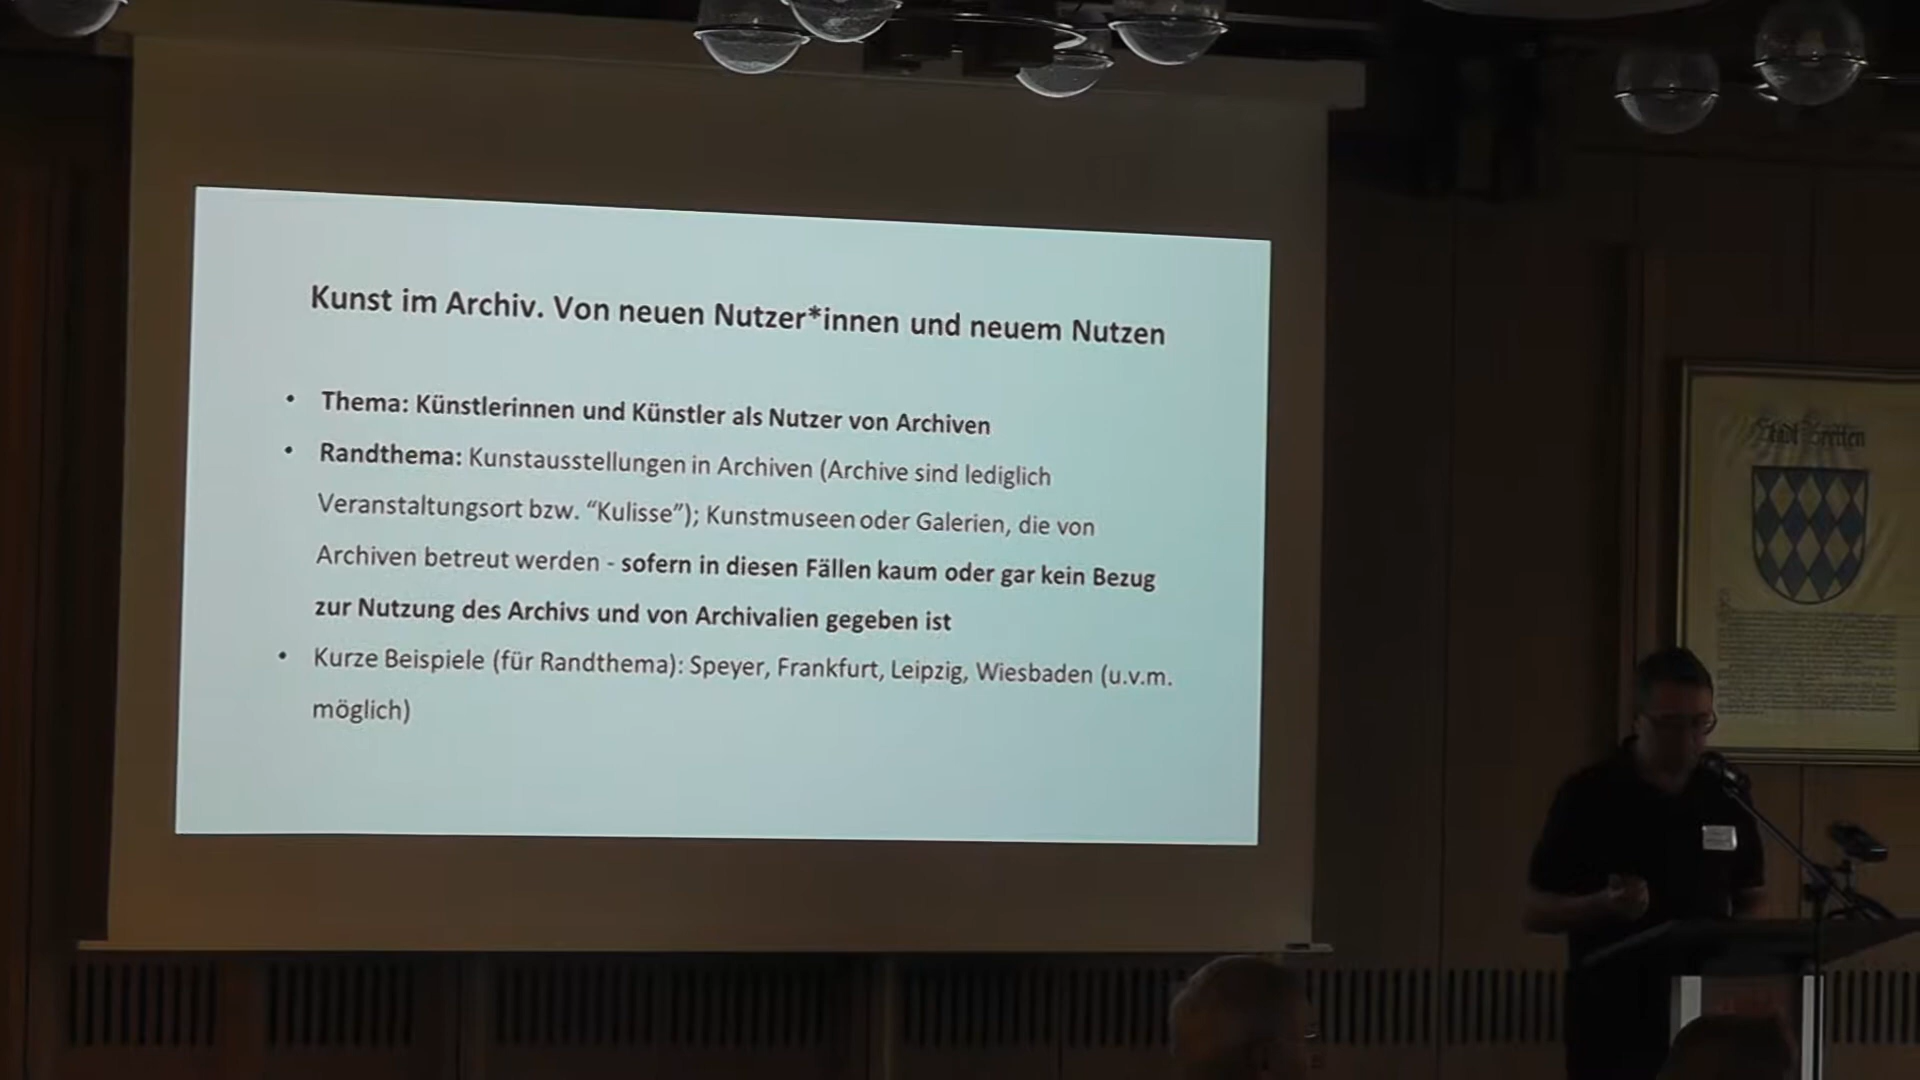 Kunst im Archiv. Von neuen Nutzer*innen und neuem Nutzen
• Thema: Künstlerinnen und Künstler als Nutzer von Archiven
• Randthema: Kunstausstellungen in Archiven (Archive sind lediglich
Veranstaltungsort bzw. “Kulisse”); Kunstmuseen oder Galerien, die von
Archiven betreut werden - sofern in diesen Fällen kaum oder gar kein Bezug
zur Nutzung des Archivs und von Archivalien gegeben ist
• Kurze Beispiele (für Randthema): Speyer, Frankfurt, Leipzig, Wiesbaden (u.v.m.
möglich)
Stadt Bretten